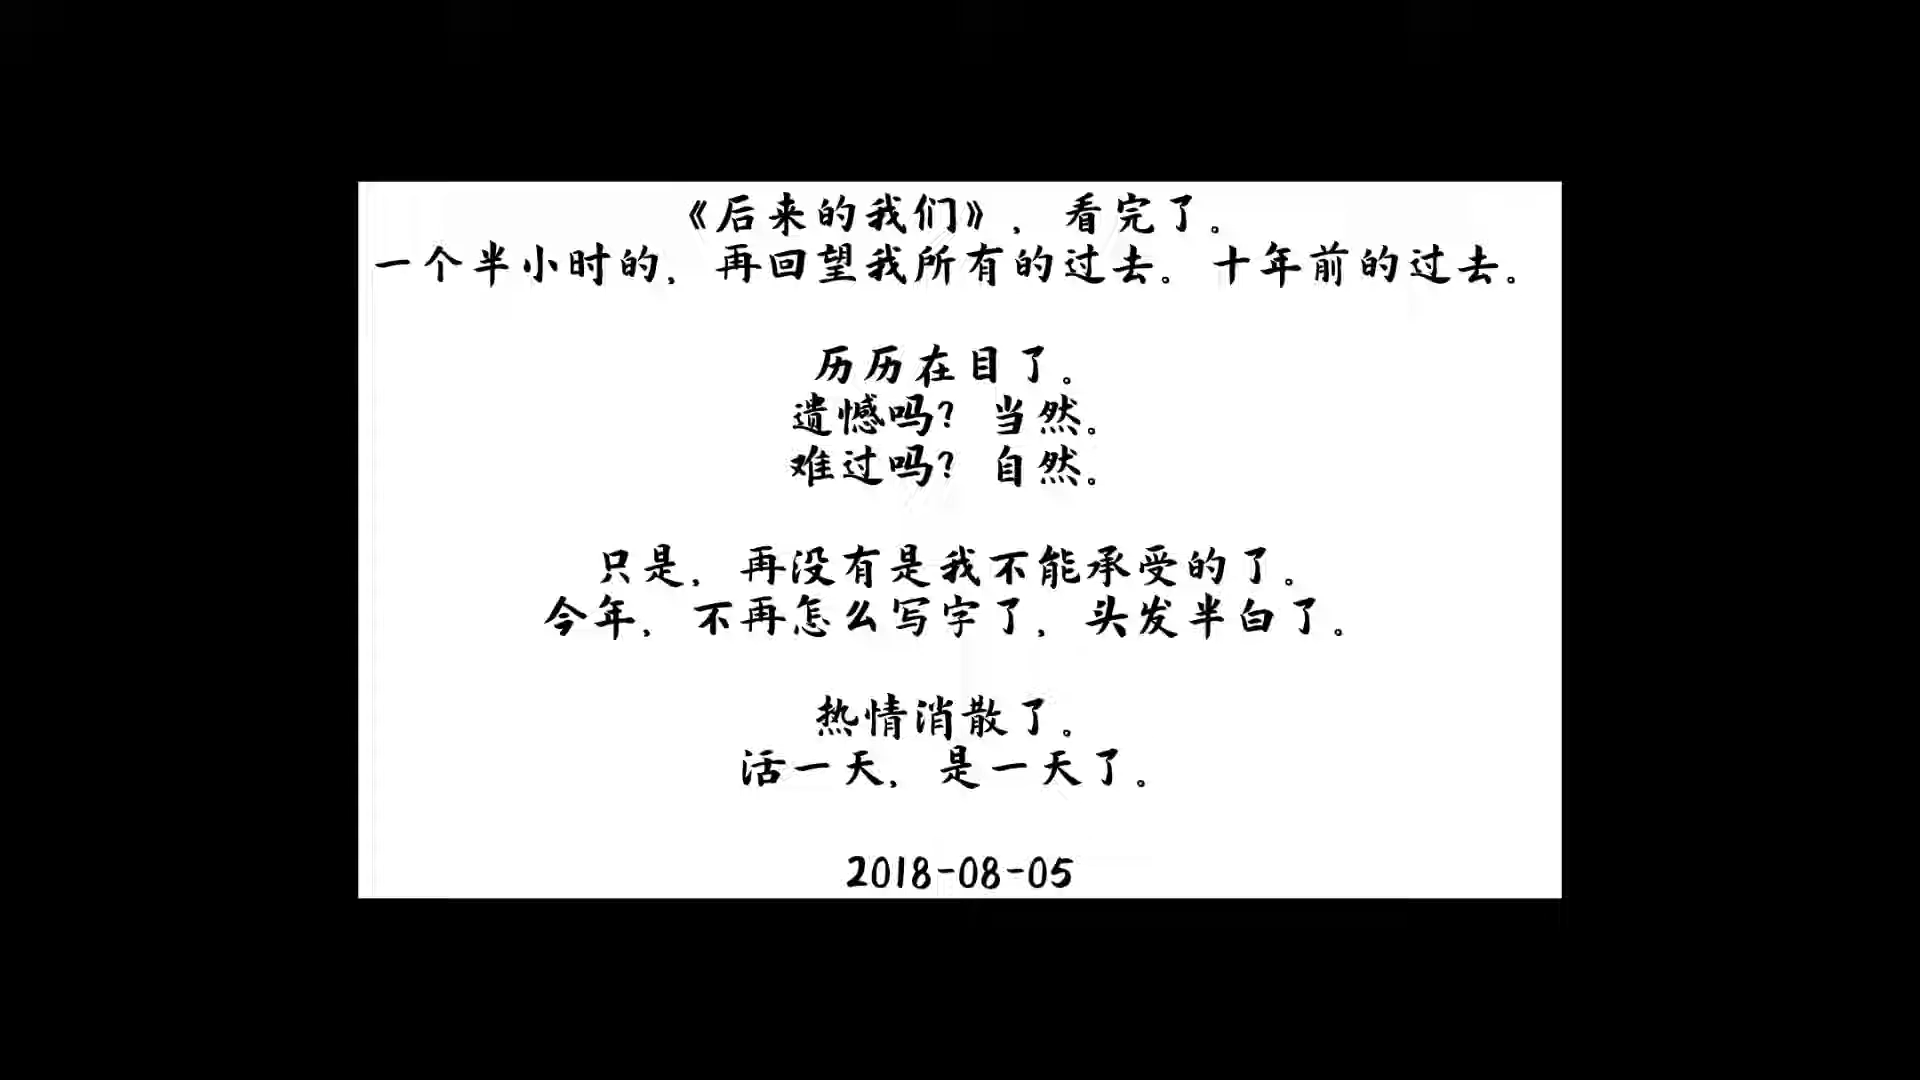 《后来的我们》，看完了。
一个半小时的，再回望我所有的过去。十年前的过去。
历历在目了。
遗憾吗？当然。
难过吗？自然。
只是，再没有是我不能承受的了。
今年，不再怎么写字了，头发半白了。
热情消散了。
活一天，是一天了。
2018-08-05